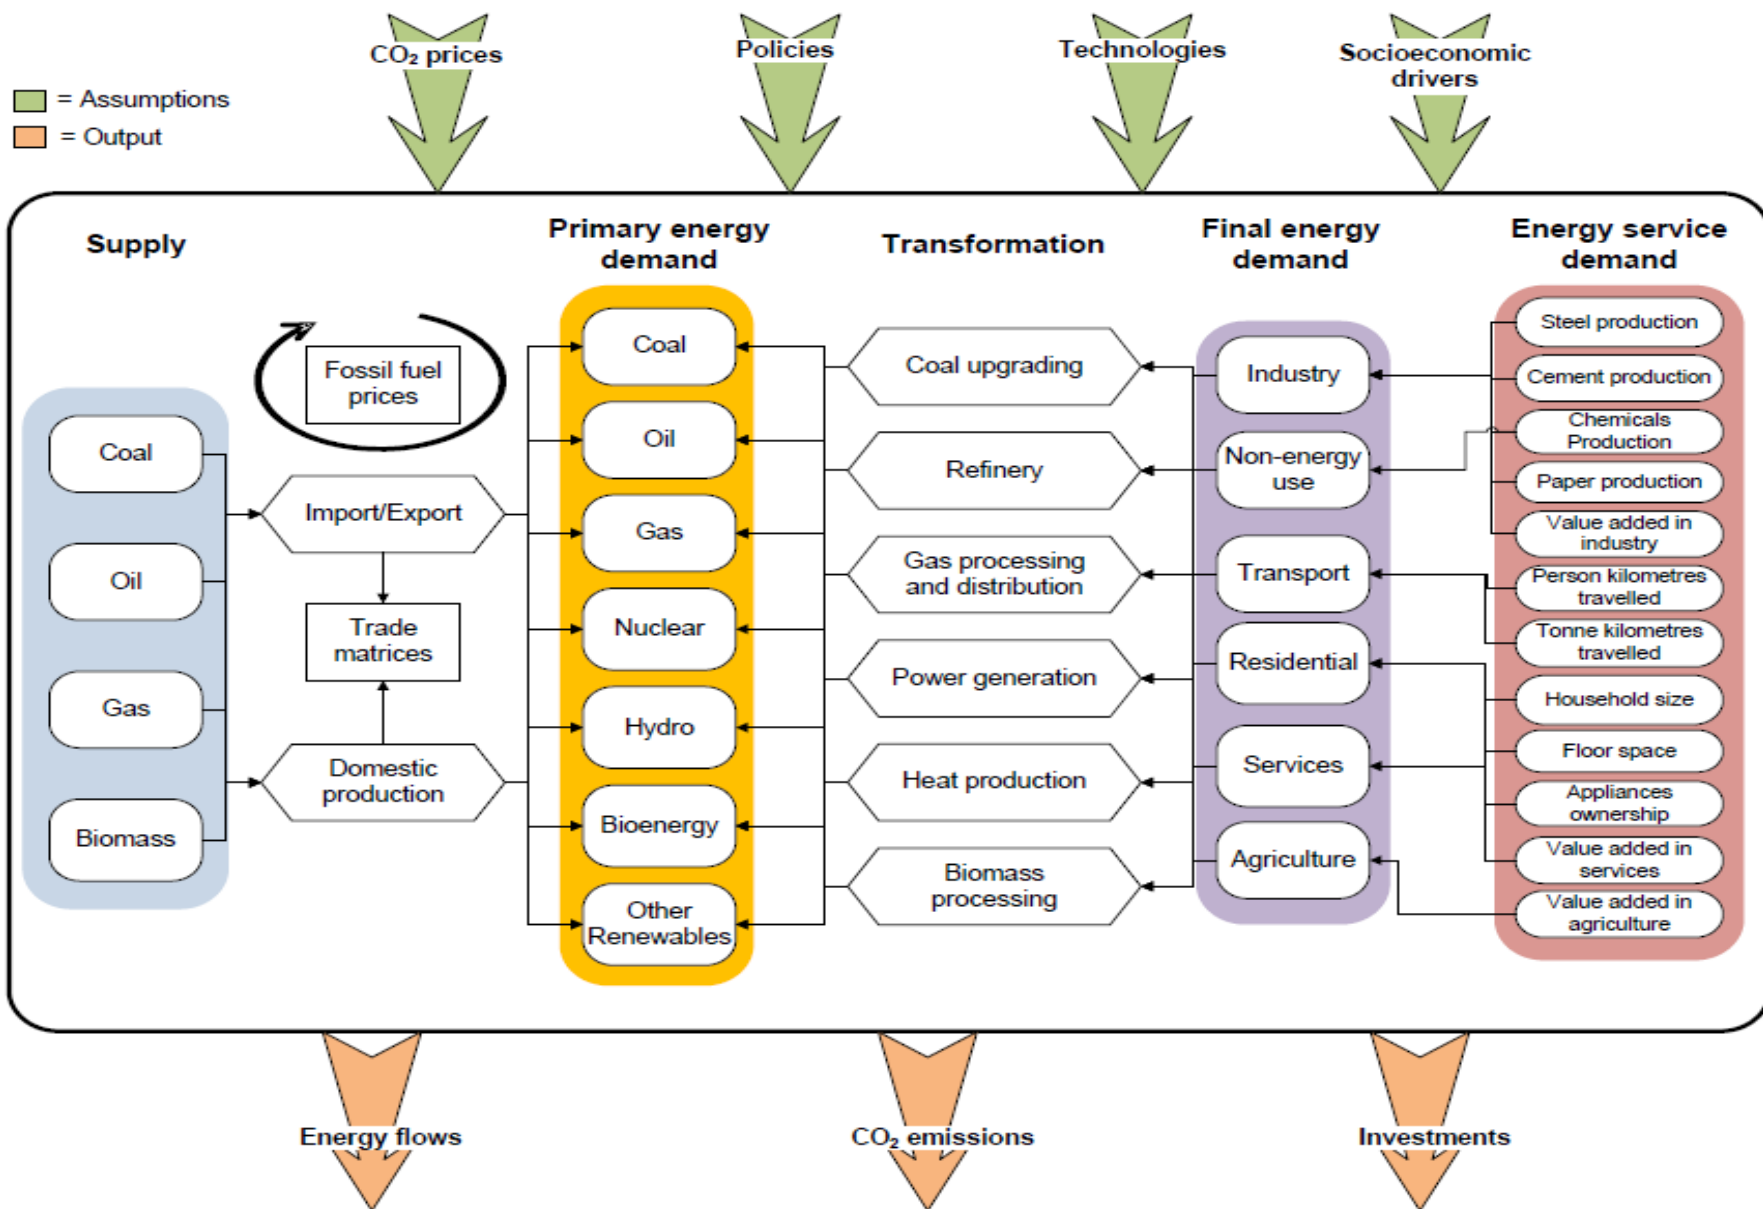 CO₂ prices
Policies
Technologies
Socioeconomic
drivers
= Assumptions
= Output
Supply
Primary energy
demand
Transformation
Final energy
demand
Energy service
demand
Coal
Oil
Gas
Biomass
Fossil fuel
prices
Import/Export
Trade
matrices
Domestic
production
Coal
Oil
Gas
Nuclear
Hydro
Bioenergy
Other
Renewables
Coal upgrading
Refinery
Gas processing
and distribution
Power generation
Heat production
Biomass
processing
Industry
Non-energy
use
Transport
Residential
Services
Agriculture
Steel production
Cement production
Chemicals
Production
Paper production
Value added in
industry
Person kilometres
travelled
Tonne kilometres
travelled
Household size
Floor space
Appliances
ownership
Value added in
services
Value added in
agriculture
Energy flows
CO₂ emissions
Investments